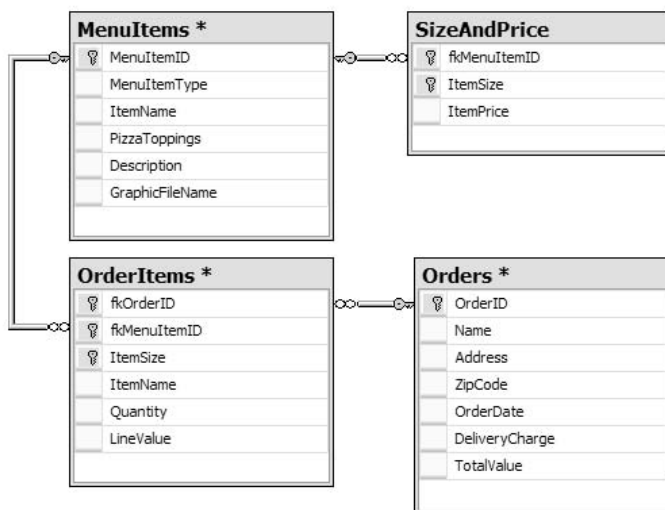 MenuItems *
MenuItemID
MenuItemType
ItemName
PizzaToppings
Description
GraphicFileName
SizeAndPrice
fkMenuItemID
ItemSize
ItemPrice
OrderItems *
fkOrderID
fkMenuItemID
ItemSize
ItemName
Quantity
LineValue
Orders *
OrderID
Name
Address
ZipCode
OrderDate
DeliveryCharge
TotalValue